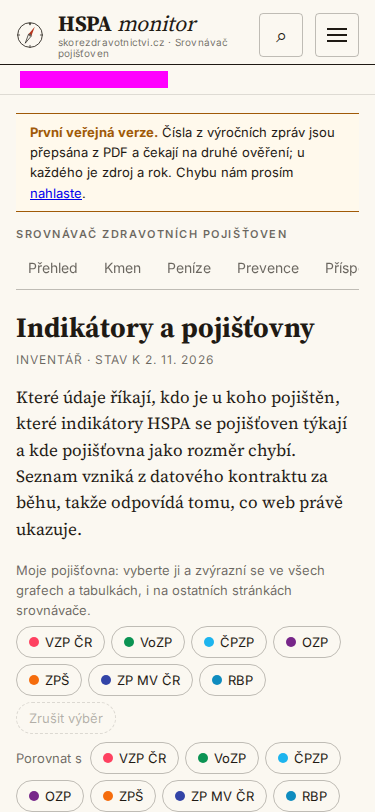 HSPA monitor
skorezdravotnictvi.cz · Srovnávač
pojišťoven
První veřejná verze. Čísla z výročních zpráv jsou
přepsána z PDF a čekají na druhé ověření; u
každého je zdroj a rok. Chybu nám prosím
nahlaste.
SROVNÁVAČ ZDRAVOTNÍCH POJIŠŤOVEN
Přehled Kmen Peníze Prevence Přísp
Indikátory a pojišťovny
INVENTÁŘ · STAV K 2. 11. 2026
Které údaje říkají, kdo je u koho pojištěn,
které indikátory HSPA se pojišťoven týkají
a kde pojišťovna jako rozměr chybí.
Seznam vzniká z datového kontraktu za
běhu, takže odpovídá tomu, co web právě
ukazuje.
Moje pojišťovna: vyberte ji a zvýrazní se ve všech
grafech a tabulkách, i na ostatních stránkách
srovnávače.
VZP ČR VoZP ČPZP OZP
ZPŠ ZP MV ČR RBP
Zrušit výběr
Porovnat s VZP ČR VoZP ČPZP
OZP ZPŠ ZP MV ČR RBP